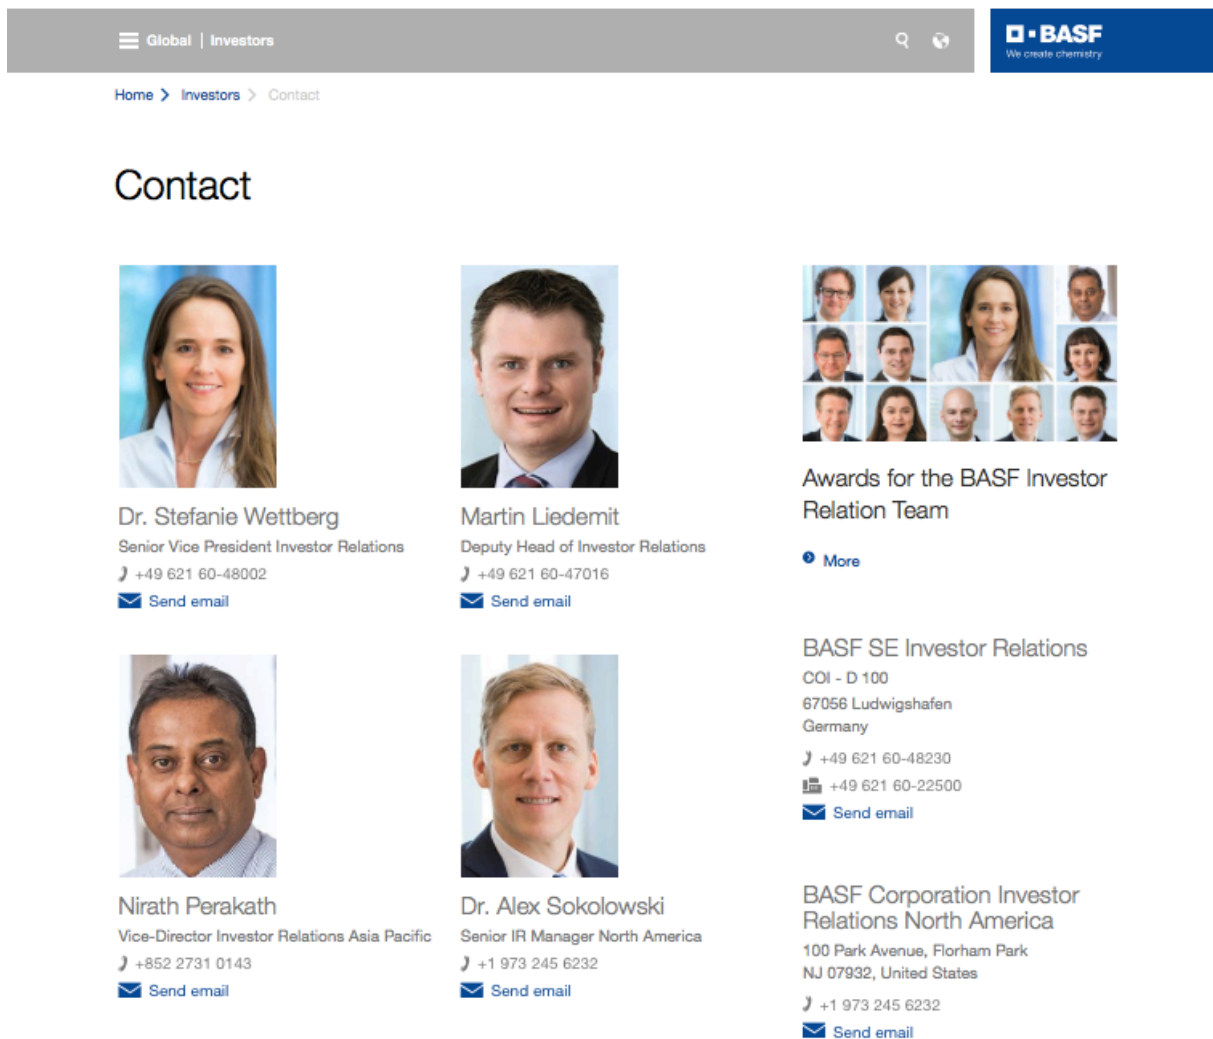 Global | Investors
BASF
We create chemistry
Home > Investors > Contact
Contact
Dr. Stefanie Wettberg
Senior Vice President Investor Relations
+49 621 60-48002
Send email
Martin Liedemit
Deputy Head of Investor Relations
+49 621 60-47016
Send email
Nirath Perakath
Vice-Director Investor Relations Asia Pacific
+852 2731 0143
Send email
Dr. Alex Sokolowski
Senior IR Manager North America
+1 973 245 6232
Send email
Awards for the BASF Investor
Relation Team
More
BASF SE Investor Relations
COI - D 100
67056 Ludwigshafen
Germany
+49 621 60-48230
+49 621 60-22500
Send email
BASF Corporation Investor
Relations North America
100 Park Avenue, Florham Park
NJ 07932, United States
+1 973 245 6232
Send email